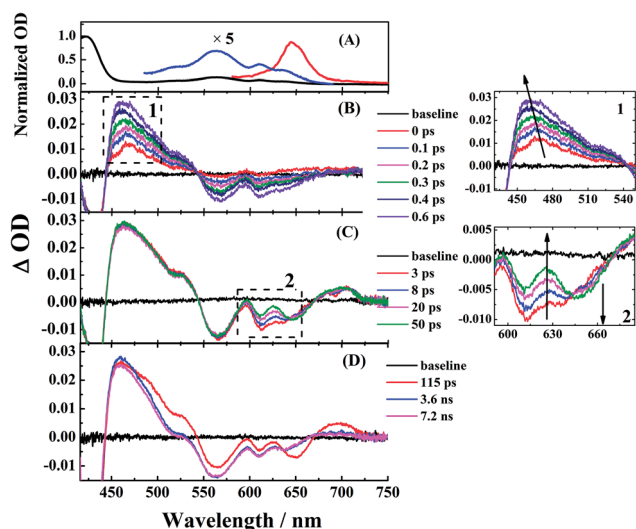 Normalized OD
1.0
0.5
0.0
× 5
(A)
0.03
0.02
0.01
0.00
-0.01
1
(B)
baseline
0 ps
0.1 ps
0.2 ps
0.3 ps
0.4 ps
0.6 ps
0.03
0.02
0.01
0.00
-0.01
1
450 480 510 540
Δ OD
0.03
0.02
0.01
0.00
-0.01
(C)
2
baseline
3 ps
8 ps
20 ps
50 ps
0.005
0.000
-0.005
-0.010
2
600 630 660
0.03
0.02
0.01
0.00
-0.01
(D)
baseline
115 ps
3.6 ns
7.2 ns
450 500 550 600 650 700 750
Wavelength / nm